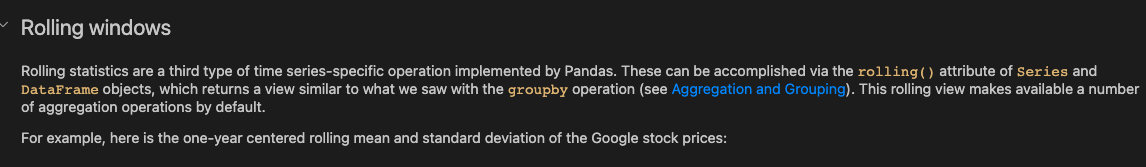 Rolling windows
Rolling statistics are a third type of time series-specific operation implemented by Pandas. These can be accomplished via the rolling() attribute of Series and
DataFrame objects, which returns a view similar to what we saw with the groupby operation (see Aggregation and Grouping). This rolling view makes available a number
of aggregation operations by default.
For example, here is the one-year centered rolling mean and standard deviation of the Google stock prices: